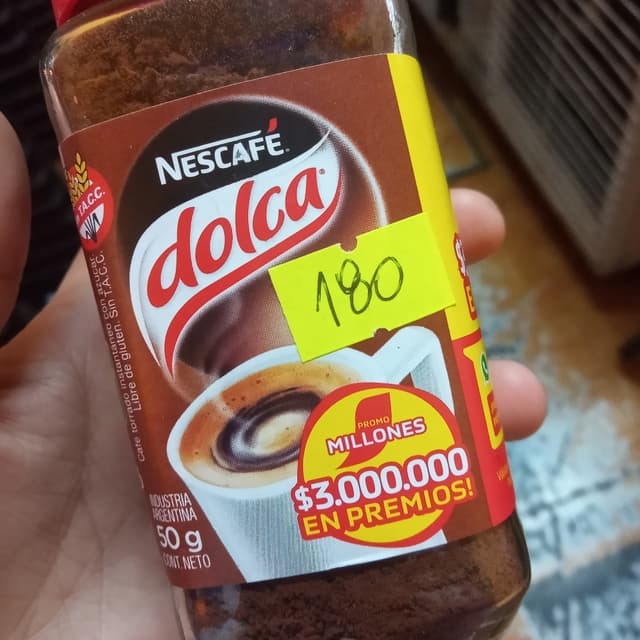 NESCAFÉ
dolca
180
T.A.C.C.
Café torrado instantáneo con azúcar.
Libre de gluten. Sin T.A.C.C.
PROMO
MILLONES
$3.000.000
EN PREMIOS!
INDUSTRIA
ARGENTINA
50 g
CONT. NETO